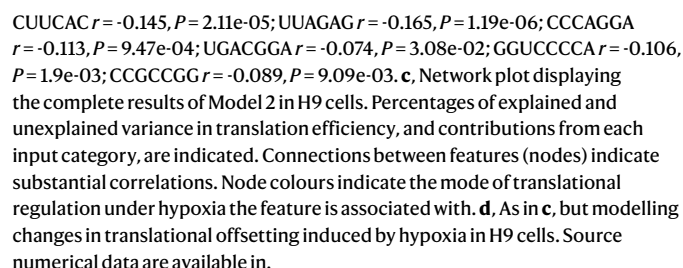 CUUCAC r = -0.145, P = 2.11e-05; UUAGAG r = -0.165, P = 1.19e-06; CCCAGGA
r = -0.113, P = 9.47e-04; UGACGGA r = -0.074, P = 3.08e-02; GGUCCCCA r = -0.106,
P = 1.9e-03; CCGCCGG r = -0.089, P = 9.09e-03. c, Network plot displaying
the complete results of Model 2 in H9 cells. Percentages of explained and
unexplained variance in translation efficiency, and contributions from each
input category, are indicated. Connections between features (nodes) indicate
substantial correlations. Node colours indicate the mode of translational
regulation under hypoxia the feature is associated with. d, As in c, but modelling
changes in translational offsetting induced by hypoxia in H9 cells. Source
numerical data are available in.